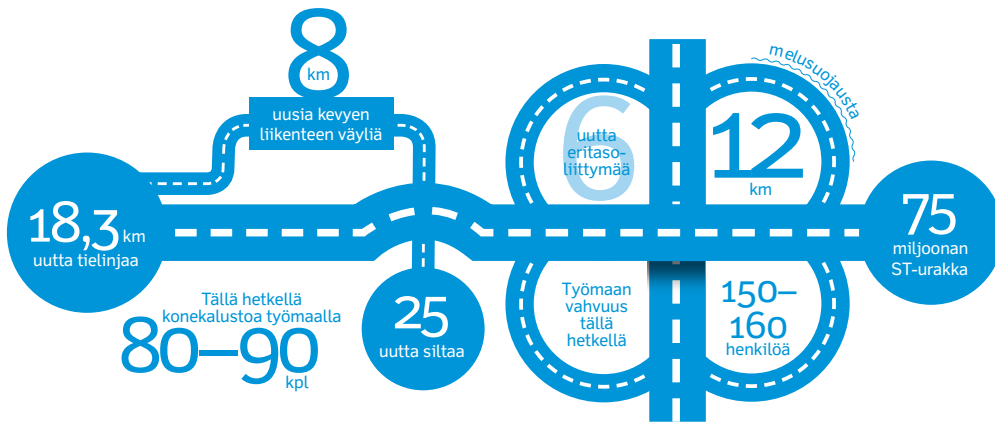 8
km
uusia kevyen
liikenteen väyliä
18,3 km
uutta tielinjaa
Tällä hetkellä
konekalustoa työmaalla
80–90
kpl
25
uutta siltaa
6
uutta
eritaso-
liittymää
melusuojausta
12
km
Työmaan
vahvuus
tällä
hetkellä
150–
160
henkilöä
75
miljoonan
ST-urakka